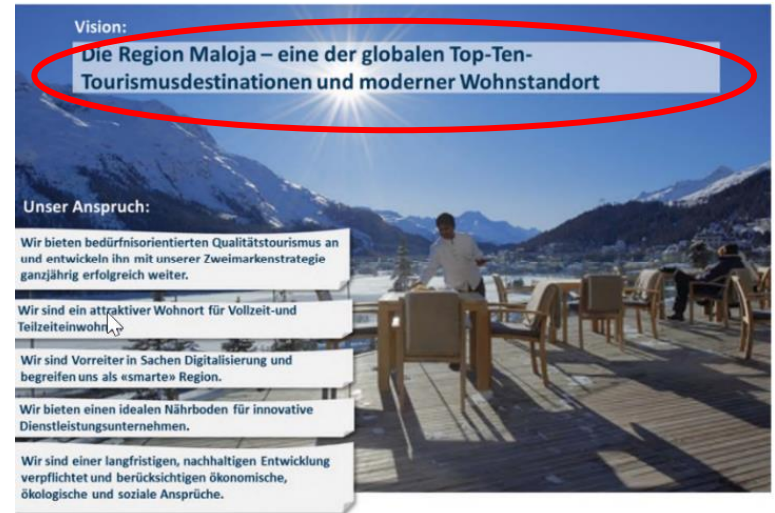 Vision:
Die Region Maloja – eine der globalen Top-Ten-
Tourismusdestinationen und moderner Wohnstandort
Unser Anspruch:
Wir bieten bedürfnisorientierten Qualitätstourismus an
und entwickeln ihn mit unserer Zweimarkenstrategie
ganzjährig erfolgreich weiter.
Wir sind ein attraktiver Wohnort für Vollzeit-und
Teilzeiteinwohn
Wir sind Vorreiter in Sachen Digitalisierung und
begreifen uns als «smarte» Region.
Wir bieten einen idealen Nährboden für innovative
Dienstleistungsunternehmen.
Wir sind einer langfristigen, nachhaltigen Entwicklung
verpflichtet und berücksichtigen ökonomische,
ökologische und soziale Ansprüche.